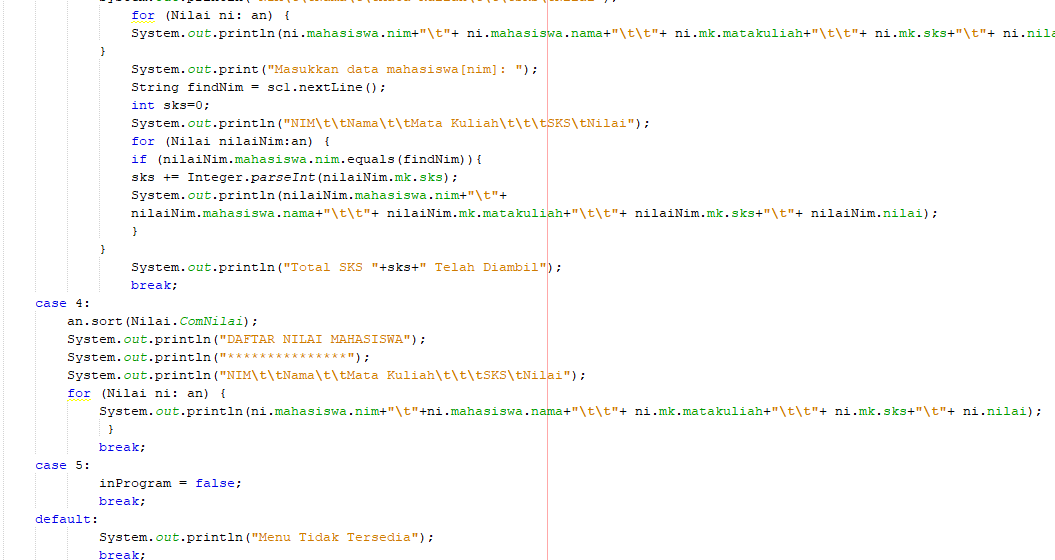 for (Nilai ni: an) {
System.out.println(ni.mahasiswa.nim+"\t"+ ni.mahasiswa.nama+"\t\t"+ ni.mk.matakuliah+"\t\t"+ ni.mk.sks+"\t"+ ni.nila
}
System.out.print("Masukkan data mahasiswa[nim]: ");
String findNim = sc1.nextLine();
int sks=0;
System.out.println("NIM\t\tNama\t\tMata Kuliah\t\t\tSKS\tNilai");
for (Nilai nilaiNim:an) {
if (nilaiNim.mahasiswa.nim.equals(findNim)){
sks += Integer.parseInt(nilaiNim.mk.sks);
System.out.println(nilaiNim.mahasiswa.nim+"\t"+
nilaiNim.mahasiswa.nama+"\t\t"+ nilaiNim.mk.matakuliah+"\t\t"+ nilaiNim.mk.sks+"\t"+ nilaiNim.nilai);
}
}
System.out.println("Total SKS "+sks+" Telah Diambil");
break;
case 4:
an.sort(Nilai.ComNilai);
System.out.println("DAFTAR NILAI MAHASISWA");
System.out.println("***************");
System.out.println("NIM\t\tNama\t\tMata Kuliah\t\t\tSKS\tNilai");
for (Nilai ni: an) {
System.out.println(ni.mahasiswa.nim+"\t"+ni.mahasiswa.nama+"\t\t"+ ni.mk.matakuliah+"\t\t"+ ni.mk.sks+"\t"+ ni.nilai);
}
break;
case 5:
inProgram = false;
break;
default:
System.out.println("Menu Tidak Tersedia");
break;